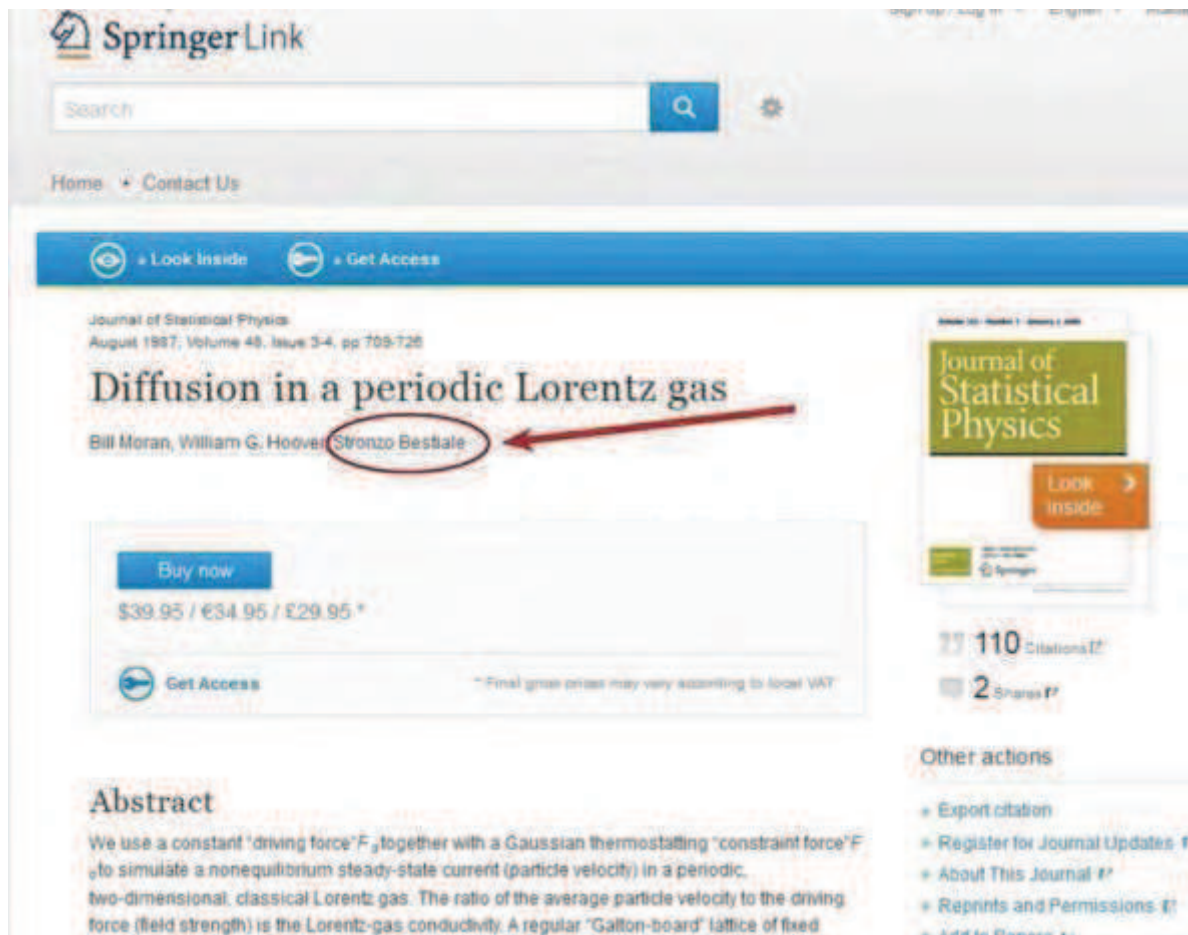 Springer Link
Search
Home • Contact Us
» Look Inside » Get Access
Journal of Statistical Physics
August 1987, Volume 48, Issue 3-4, pp 709-726
Diffusion in a periodic Lorentz gas
Bill Moran, William G. Hoover, Stronzo Bestiale
Buy now
$39.95 / €34.95 / £29.95 *
Get Access
* Final gross prices may vary according to local VAT.
Abstract
We use a constant "driving force" F together with a Gaussian thermostatting "constraint force" F
to simulate a nonequilibrium steady-state current (particle velocity) in a periodic,
two-dimensional, classical Lorentz gas. The ratio of the average particle velocity to the driving
force (field strength) is the Lorentz-gas conductivity. A regular "Galton-board" lattice of fixed
Journal of
Statistical
Physics
Look
inside
Springer
110 Citations
2 Shares
Other actions
» Export citation
» Register for Journal Updates
» About This Journal
» Reprints and Permissions